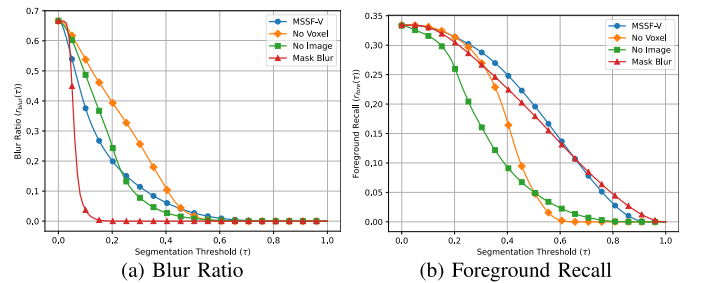 0.7
0.6
0.5
0.4
0.3
0.2
0.1
0.0
Blur Ratio (r_blur(τ))
0.0 0.2 0.4 0.6 0.8 1.0
Segmentation Threshold (τ)
MSSF-V
No Voxel
No Image
Mask Blur
(a) Blur Ratio
0.35
0.30
0.25
0.20
0.15
0.10
0.05
0.00
Foreground Recall (r_fore(τ))
0.0 0.2 0.4 0.6 0.8 1.0
Segmentation Threshold (τ)
MSSF-V
No Voxel
No Image
Mask Blur
(b) Foreground Recall